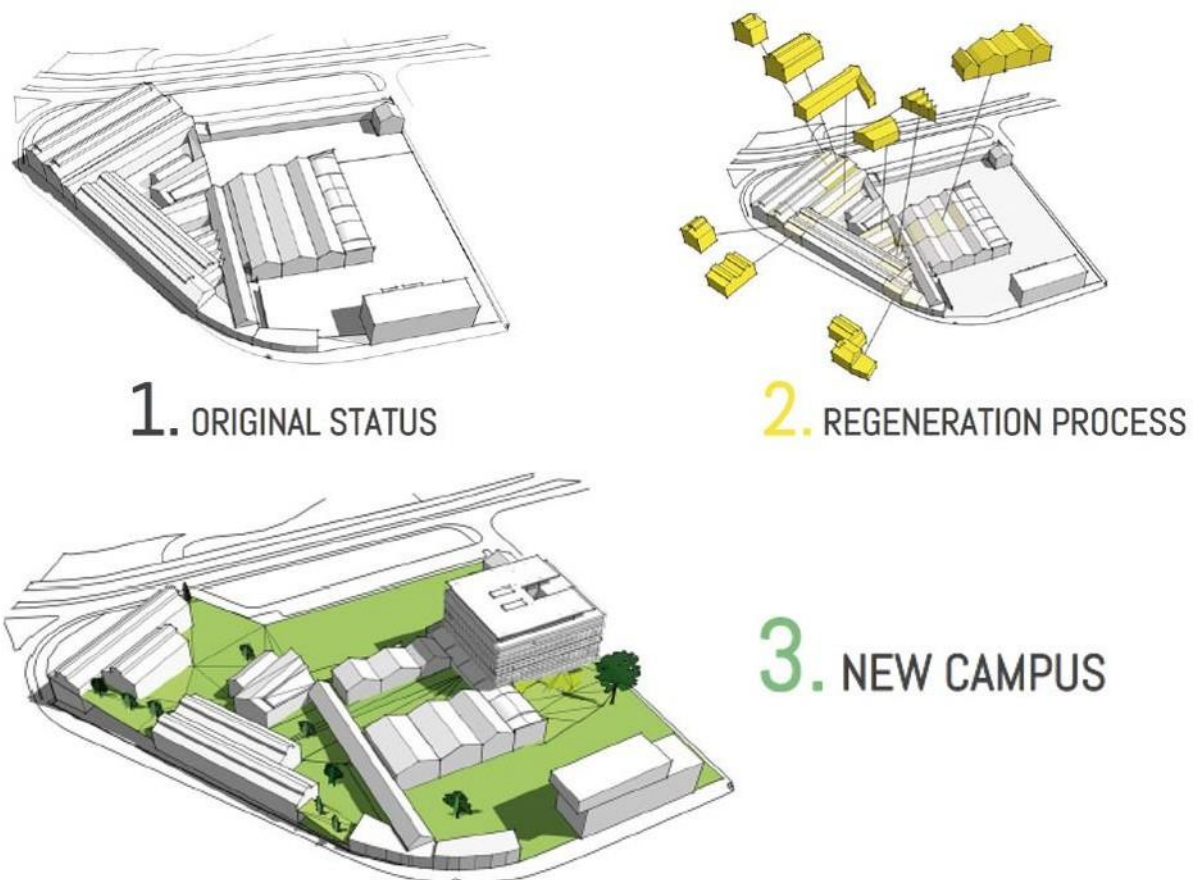 1. ORIGINAL STATUS
2. REGENERATION PROCESS
3. NEW CAMPUS